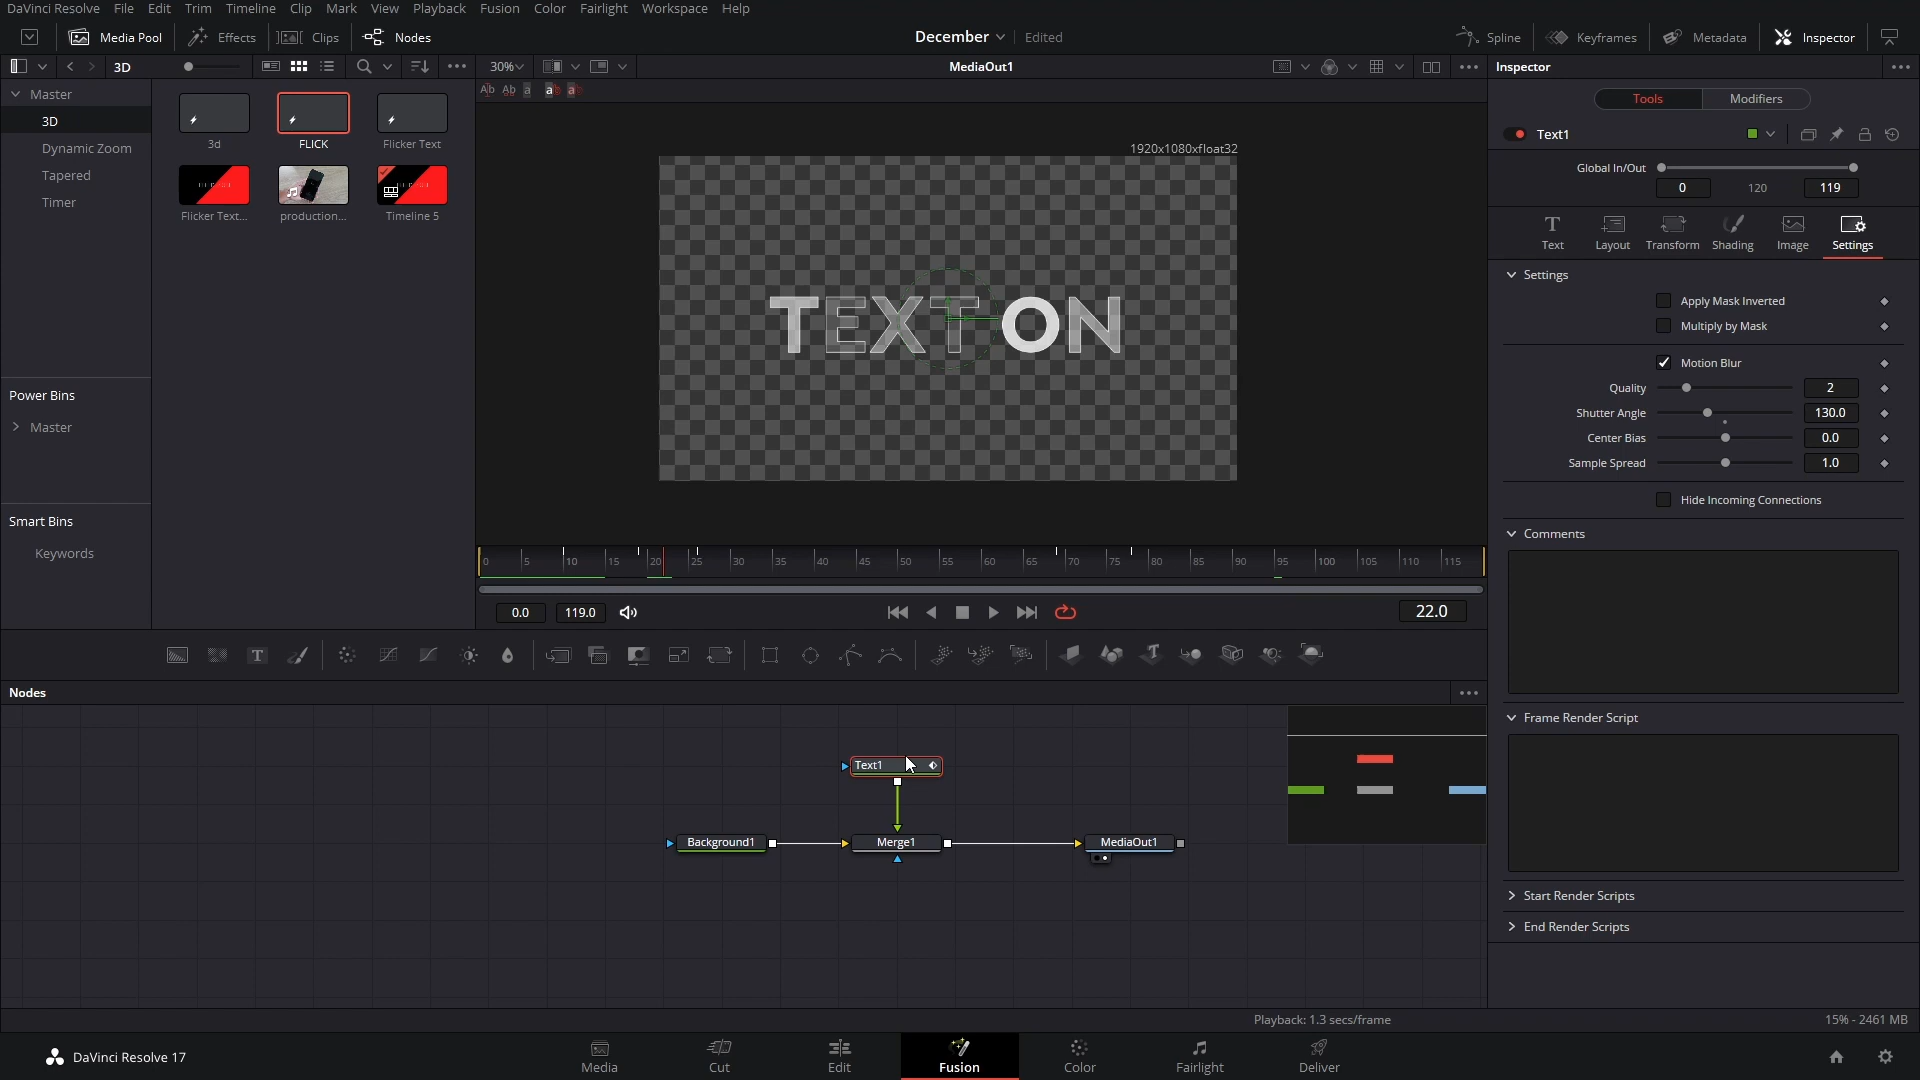 DaVinci Resolve File Edit Trim Timeline Clip Mark View Playback Fusion Color Fairlight Workspace Help
Media Pool Effects Clips Nodes December Edited Spline Keyframes Metadata Inspector
3D 30% MediaOut1 Inspector
Master
3D
Dynamic Zoom
Tapered
Timer
3d FLICK Flicker Text
Flicker Text... production... Timeline 5
Power Bins
Master
Smart Bins
Keywords
1920x1080xfloat32
TEXT ON
0 5 10 15 20 25 30 35 40 45 50 55 60 65 70 75 80 85 90 95 100 105 110 115
0.0 119.0 22.0
Tools Modifiers
Text1
Global In/Out
0 120 119
Text Layout Transform Shading Image Settings
Settings
Apply Mask Inverted
Multiply by Mask
Motion Blur
Quality 2
Shutter Angle 130.0
Center Bias 0.0
Sample Spread 1.0
Hide Incoming Connections
Comments
Frame Render Script
Start Render Scripts
End Render Scripts
Nodes
Text1
Background1 Merge1 MediaOut1
Playback: 1.3 secs/frame 15% - 2461 MB
DaVinci Resolve 17 Media Cut Edit Fusion Color Fairlight Deliver